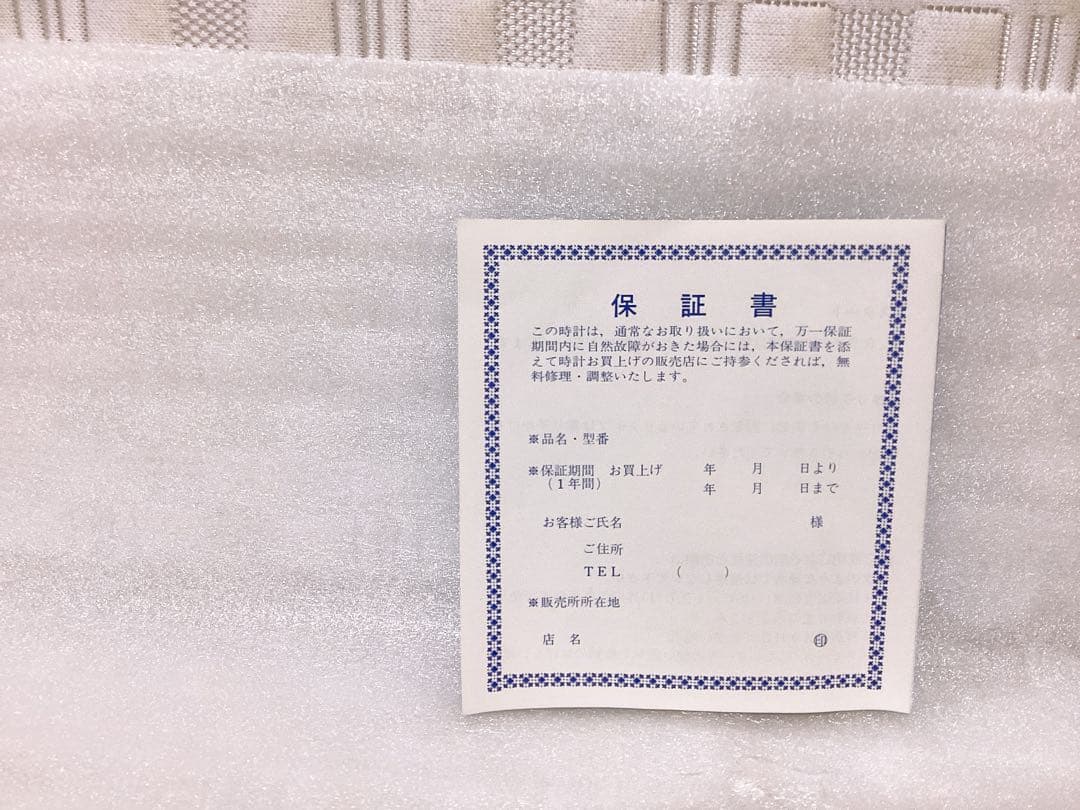 保証書
この時計は，通常なお取り扱いにおいて，万一保証
期間内に自然故障がおきた場合には，本保証書を添
えて時計お買上げの販売店にご持参くだされば，無
料修理・調整いたします。
※品名・型番
※保証期間 お買上げ 年 月 日より
（1年間） 年 月 日まで
お客様ご氏名 様
ご住所
TEL （ ）
※販売所所在地
店名 ㊞